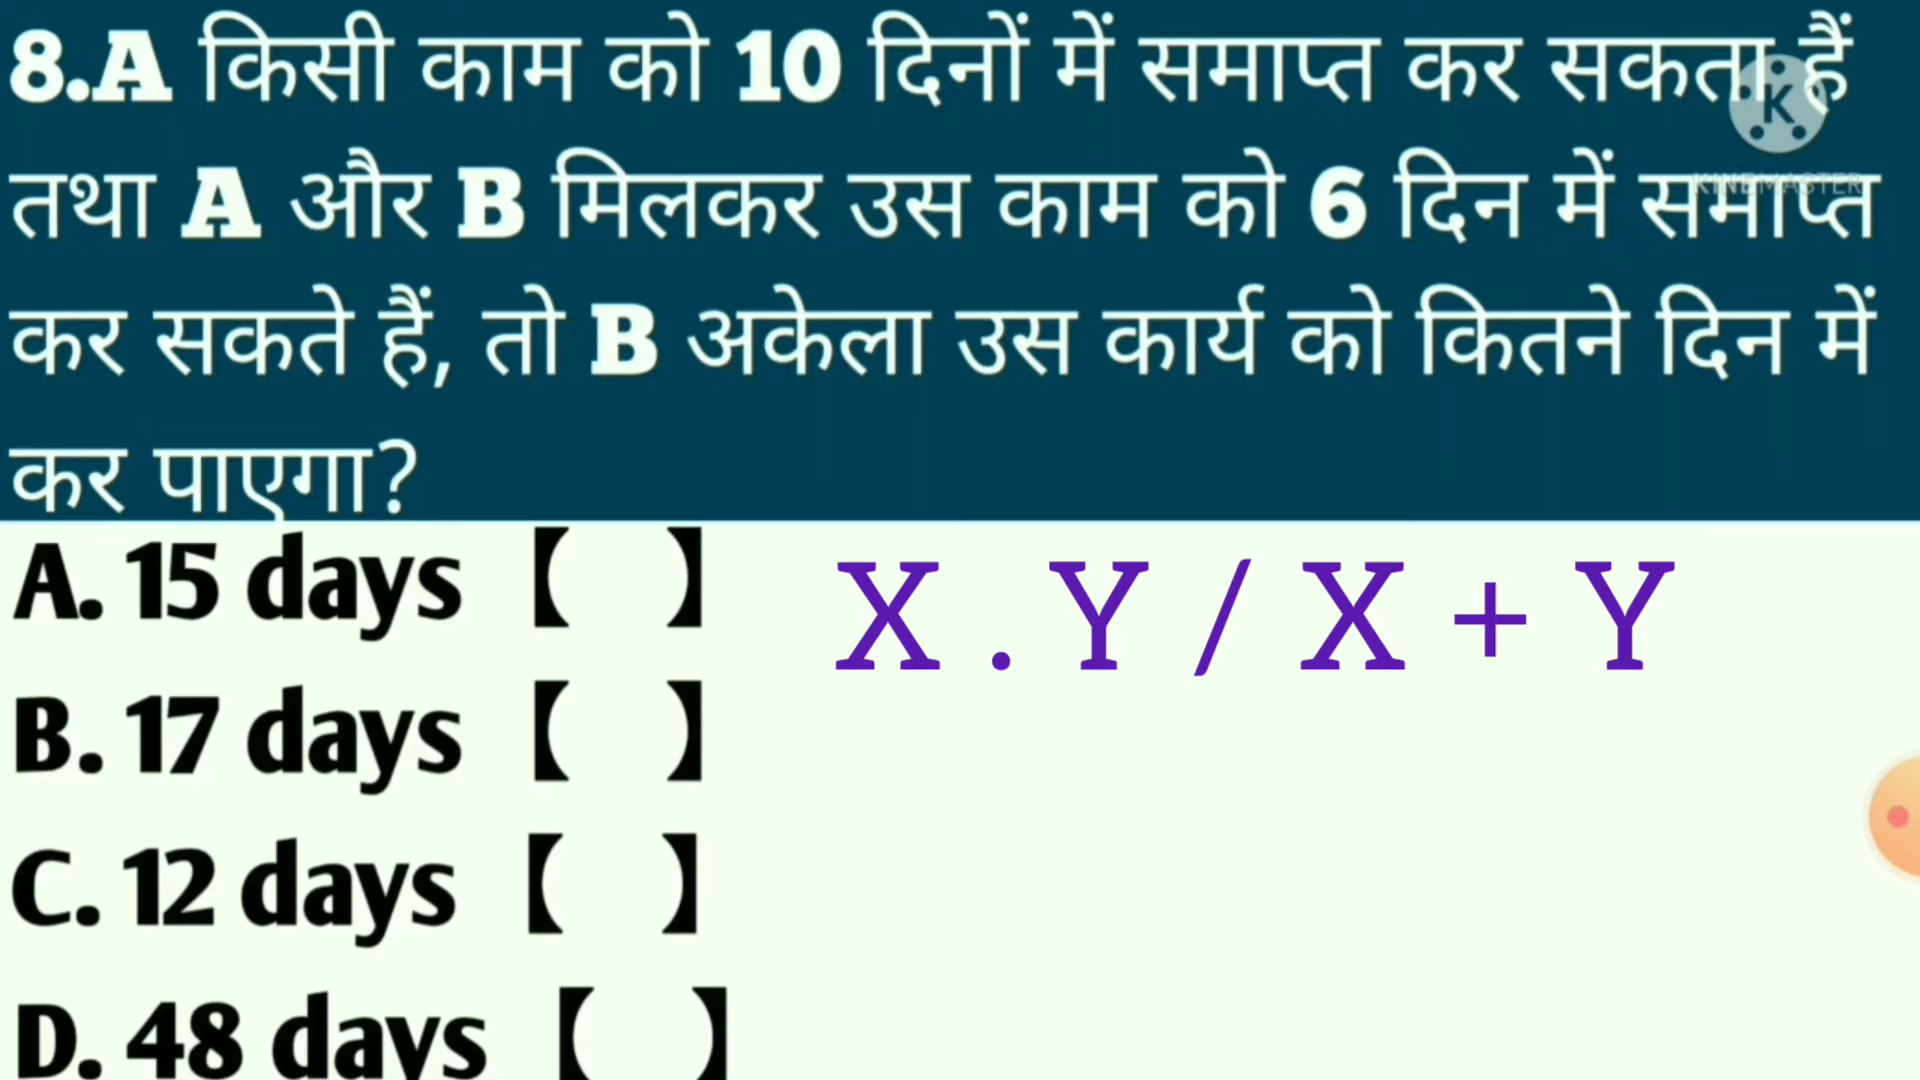 8.A किसी काम को 10 दिनों में समाप्त कर सकता हैं
तथा A और B मिलकर उस काम को 6 दिन में समाप्त
कर सकते हैं, तो B अकेला उस कार्य को कितने दिन में
कर पाएगा?
K
KINEMASTER
A. 15 days 【 】
X . Y / X + Y
B. 17 days 【 】
C. 12 days 【 】
D. 48 days 【 】